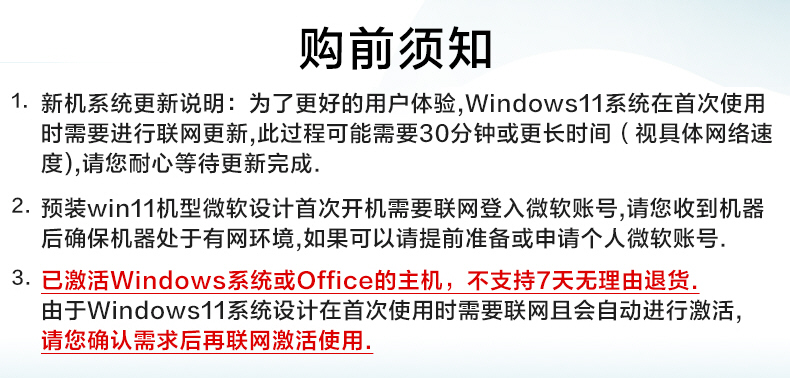 购前须知
1. 新机系统更新说明：为了更好的用户体验,Windows11系统在首次使用
时需要进行联网更新,此过程可能需要30分钟或更长时间（视具体网络速
度),请您耐心等待更新完成.
2. 预装win11机型微软设计首次开机需要联网登入微软账号,请您收到机器
后确保机器处于有网环境,如果可以请提前准备或申请个人微软账号.
3. 已激活Windows系统或Office的主机，不支持7天无理由退货.
由于Windows11系统设计在首次使用时需要联网且会自动进行激活,
请您确认需求后再联网激活使用.